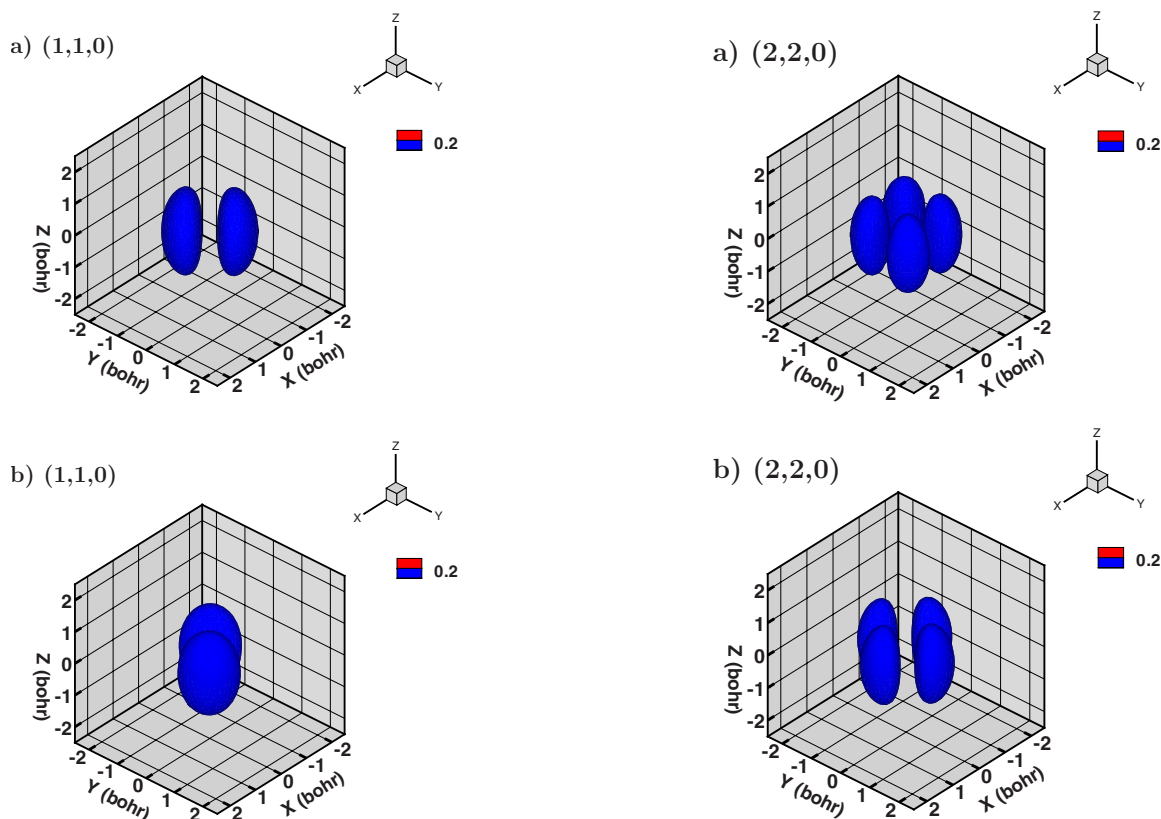 a) (1,1,0)
Z
X
Y
0.2
2
1
0
-1
-2
Z (bohr)
-2
-1
0
1
2
Y (bohr)
2
1
0
-1
-2
X (bohr)
a) (2,2,0)
Z
X
Y
0.2
2
1
0
-1
-2
Z (bohr)
-2
-1
0
1
2
Y (bohr)
2
1
0
-1
-2
X (bohr)
b) (1,1,0)
Z
X
Y
0.2
2
1
0
-1
-2
Z (bohr)
-2
-1
0
1
2
Y (bohr)
2
1
0
-1
-2
X (bohr)
b) (2,2,0)
Z
X
Y
0.2
2
1
0
-1
-2
Z (bohr)
-2
-1
0
1
2
Y (bohr)
2
1
0
-1
-2
X (bohr)